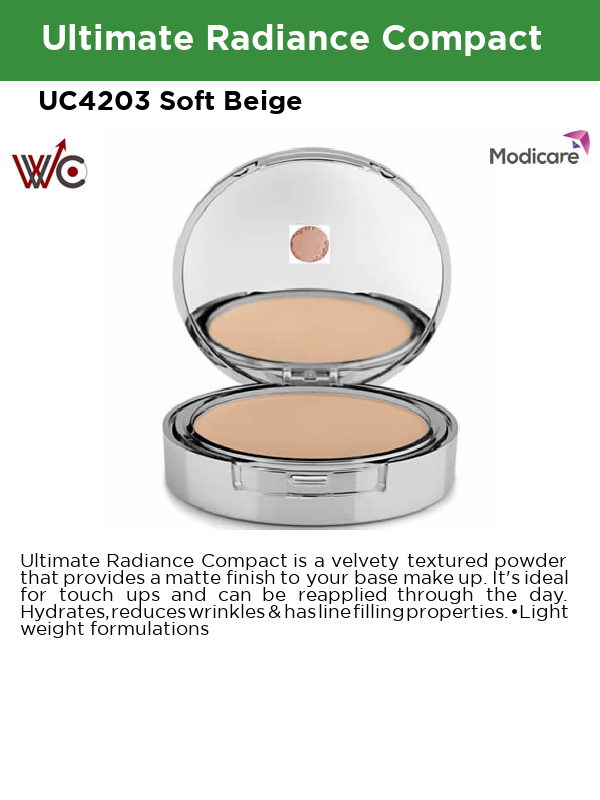 Ultimate Radiance Compact
UC4203 Soft Beige
WC
Modicare
Ultimate Radiance Compact is a velvety textured powder
that provides a matte finish to your base make up. It's ideal
for touch ups and can be reapplied through the day.
Hydrates,reduces wrinkles & has line filling properties. •Light
weight formulations